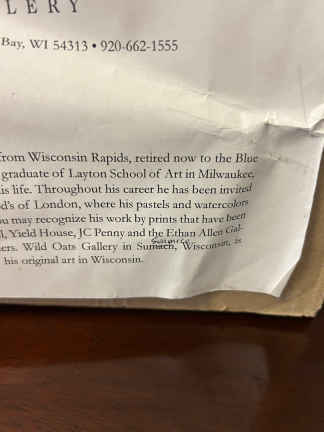 LERY
Bay, WI 54313 • 920-662-1555
from Wisconsin Rapids, retired now to the Blue
graduate of Layton School of Art in Milwaukee,
is life. Throughout his career he has been invited
d's of London, where his pastels and watercolors
ou may recognize his work by prints that have been
l, Yield House, JC Penny and the Ethan Allen Gal-
ers. Wild Oats Gallery in Sumach, Wisconsin, is
his original art in Wisconsin.